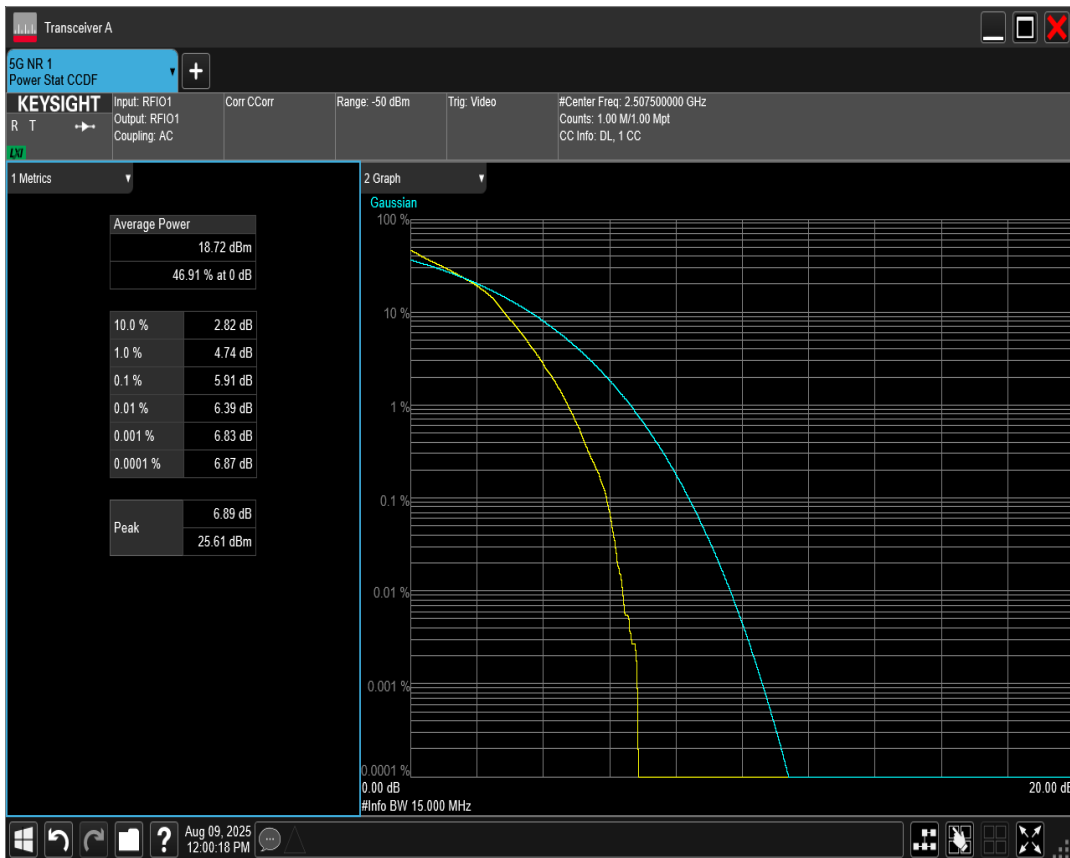 Transceiver A
5G NR 1
Power Stat CCDF
KEYSIGHT
R T
LXI
Input: RFIO1
Output: RFIO1
Coupling: AC
Corr CCorr
Range: -50 dBm
Trig: Video
#Center Freq: 2.507500000 GHz
Counts: 1.00 M/1.00 Mpt
CC Info: DL, 1 CC
1 Metrics
Average Power
18.72 dBm
46.91 % at 0 dB
10.0 % 2.82 dB
1.0 % 4.74 dB
0.1 % 5.91 dB
0.01 % 6.39 dB
0.001 % 6.83 dB
0.0001 % 6.87 dB
Peak
6.89 dB
25.61 dBm
2 Graph
Gaussian
100 %
10 %
1 %
0.1 %
0.01 %
0.001 %
0.0001 %
0.00 dB 20.00 dB
#Info BW 15.000 MHz
? Aug 09, 2025
12:00:18 PM